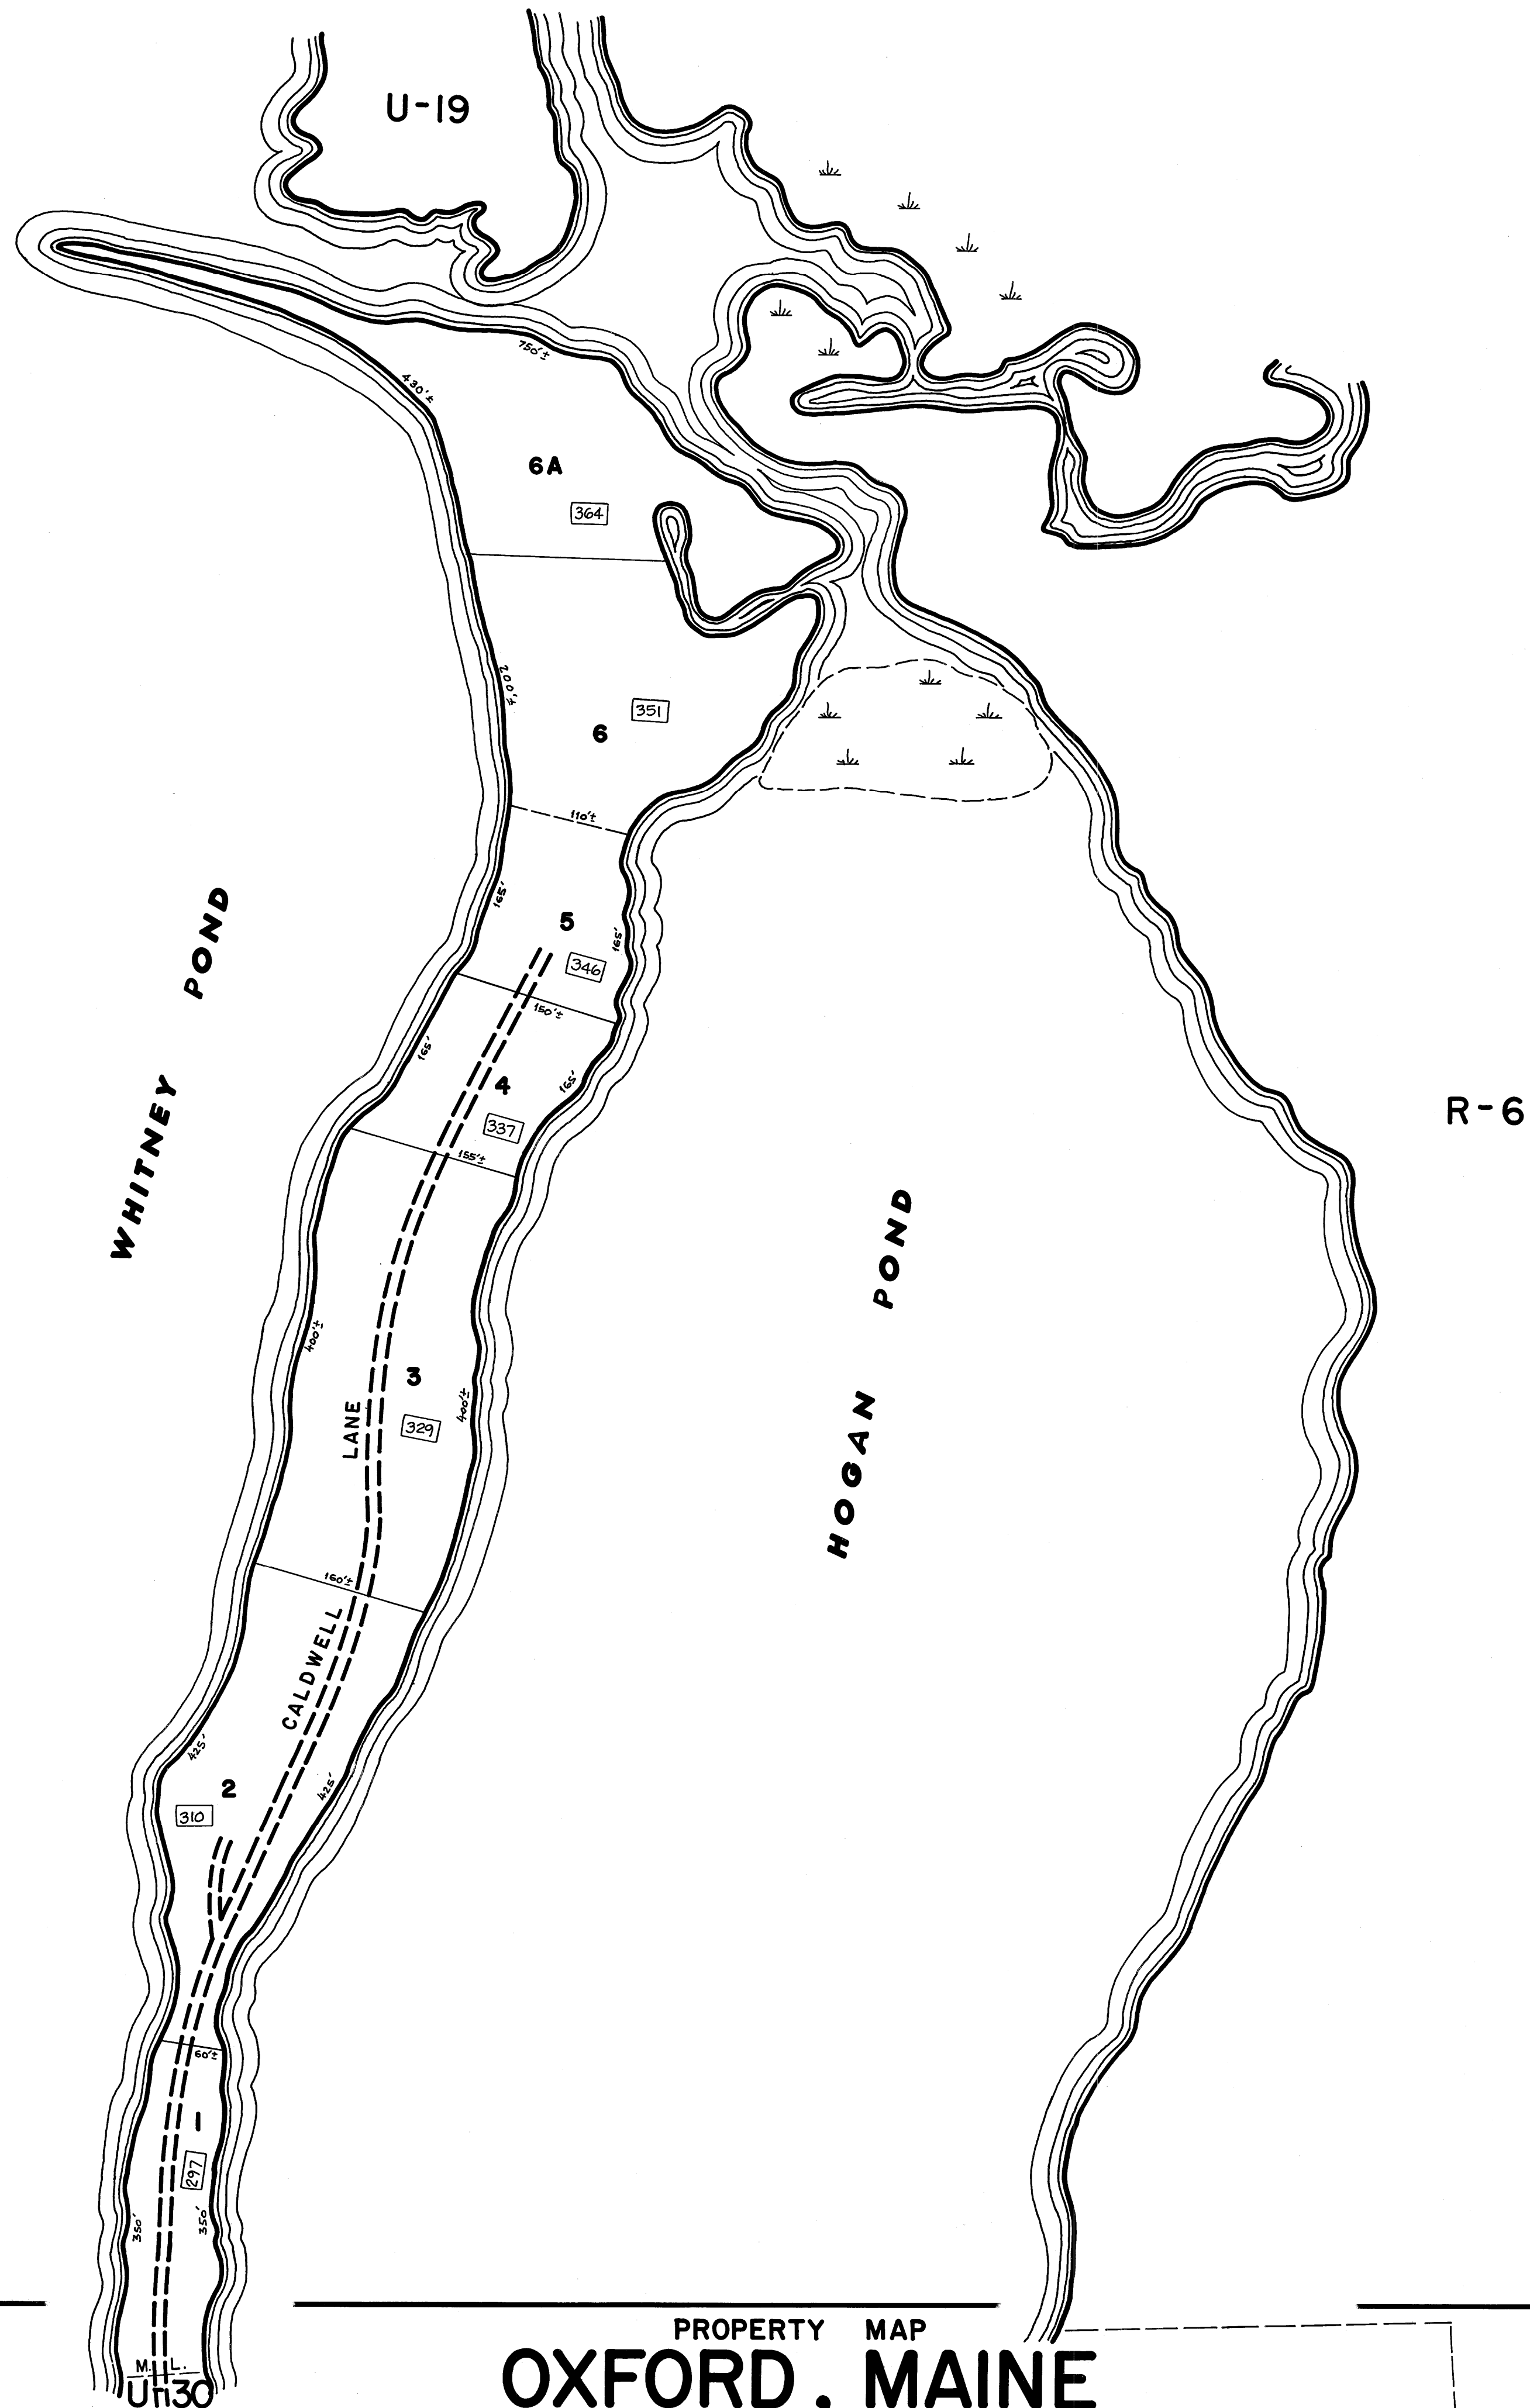 U-19
750'±
430'±
6A
364
200'±
351
6
110'±
165'
5
165'
346
150'±
WHITNEY POND
165'
4
165'
337
155'±
R-6
HOGAN POND
400'±
3
400'±
LANE
329
160'±
CALDWELL
425'
2
425'
310
60'±
1
297
350'
350'
PROPERTY MAP
OXFORD, MAINE
M. L.
U-30